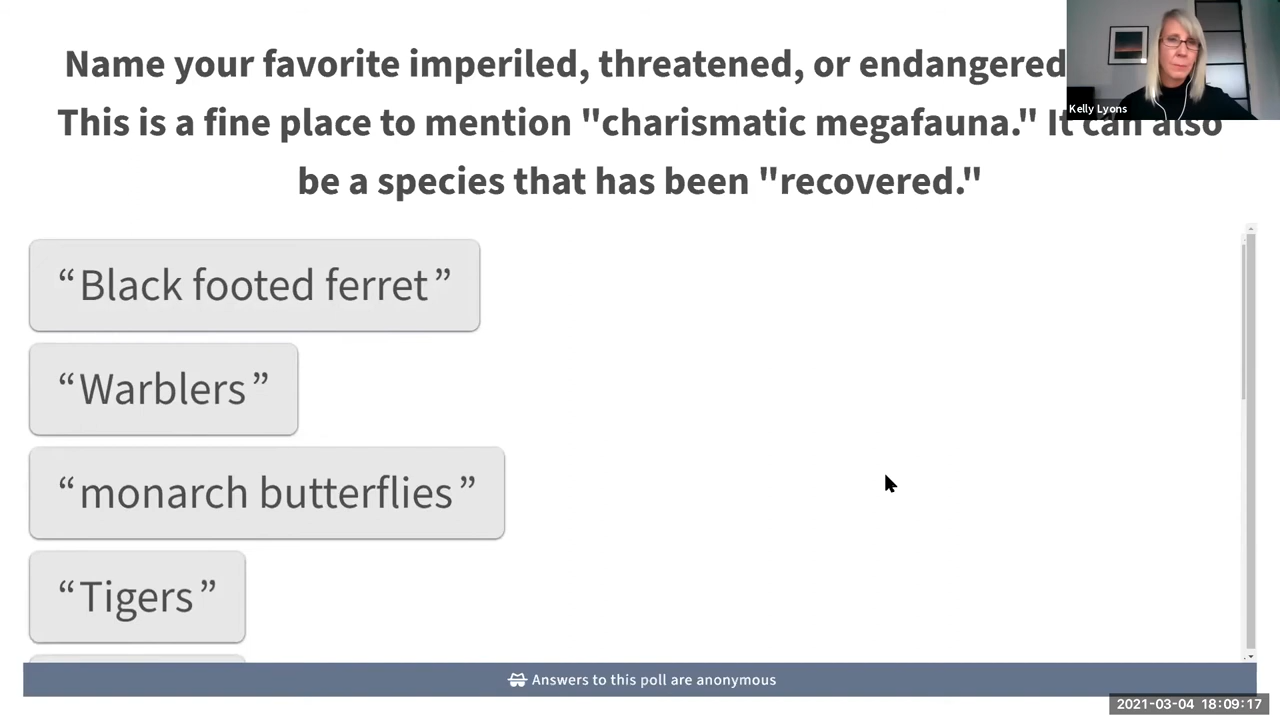 Name your favorite imperiled, threatened, or endangered
This is a fine place to mention "charismatic megafauna." It can also
be a species that has been "recovered."
Kelly Lyons
“Black footed ferret”
“Warblers”
“monarch butterflies”
“Tigers”
Answers to this poll are anonymous
2021-03-04 18:09:17